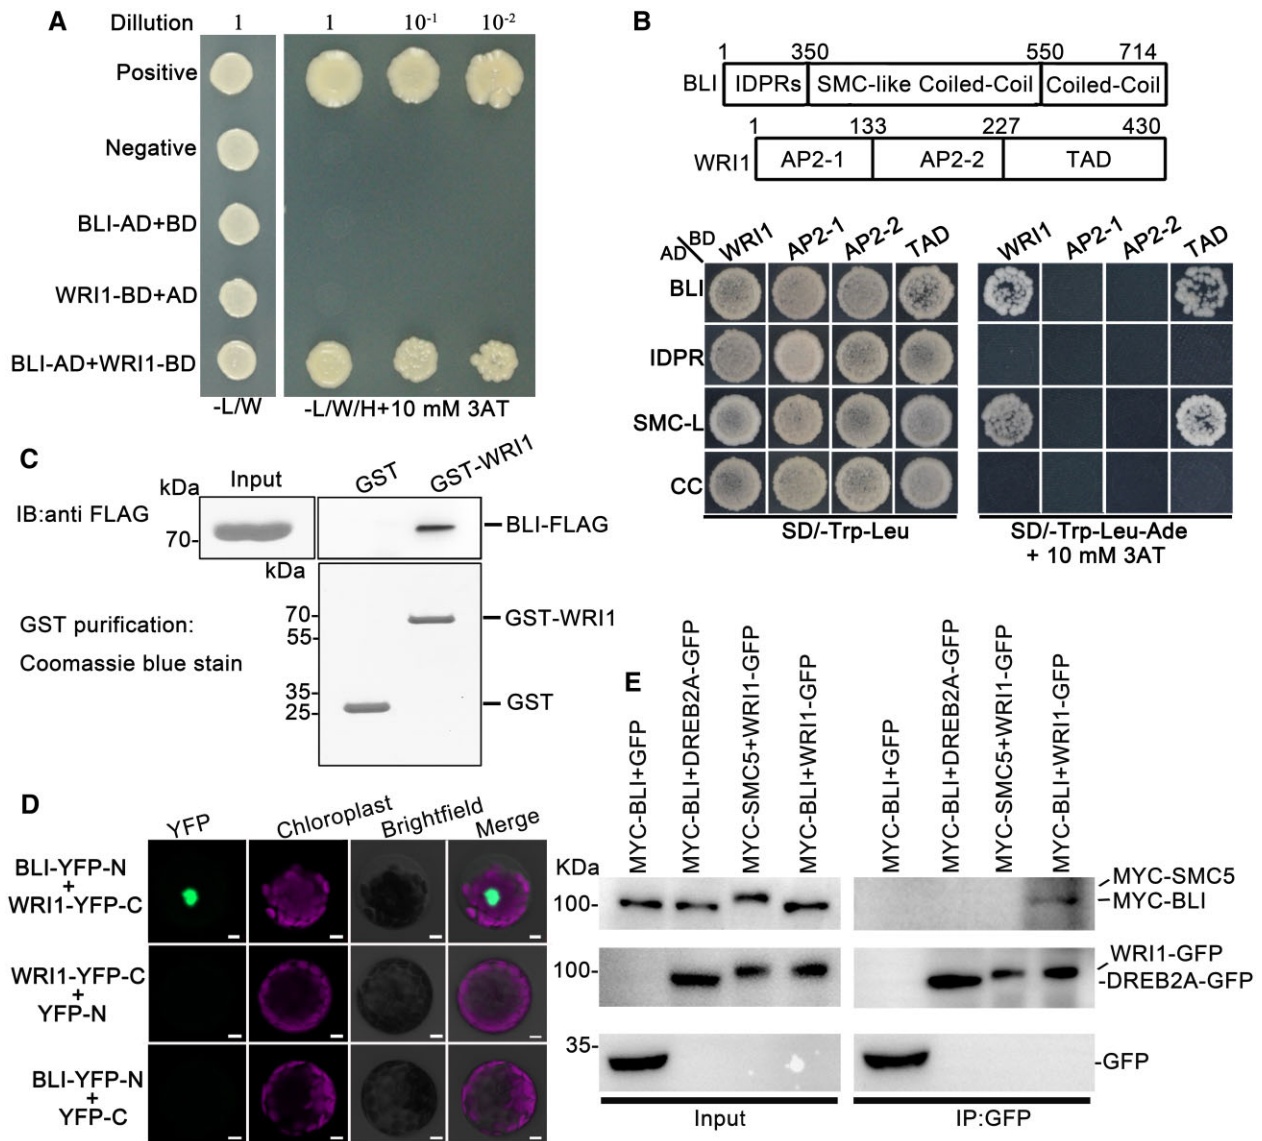 A
Dillution 1 1 10-1 10-2
Positive
Negative
BLI-AD+BD
WRI1-BD+AD
BLI-AD+WRI1-BD
-L/W -L/W/H+10 mM 3AT
B
1 350 550 714
BLI IDPRs SMC-like Coiled-Coil Coiled-Coil
1 133 227 430
WRI1 AP2-1 AP2-2 TAD
AD BD WRI1 AP2-1 AP2-2 TAD WRI1 AP2-1 AP2-2 TAD
BLI
IDPR
SMC-L
CC
SD/-Trp-Leu SD/-Trp-Leu-Ade
+ 10 mM 3AT
C
kDa Input GST GST-WRI1
IB:anti FLAG
70- BLI-FLAG
kDa
70- GST-WRI1
55-
GST purification:
Coomassie blue stain
35-
25- GST
D
YFP Chloroplast Brightfield Merge
BLI-YFP-N
+
WRI1-YFP-C
WRI1-YFP-C
+
YFP-N
BLI-YFP-N
+
YFP-C
E
MYC-BLI+GFP
MYC-BLI+DREB2A-GFP
MYC-SMC5+WRI1-GFP
MYC-BLI+WRI1-GFP
MYC-BLI+GFP
MYC-BLI+DREB2A-GFP
MYC-SMC5+WRI1-GFP
MYC-BLI+WRI1-GFP
KDa
MYC-SMC5
100- MYC-BLI
WRI1-GFP
100- -DREB2A-GFP
35-
-GFP
Input IP:GFP